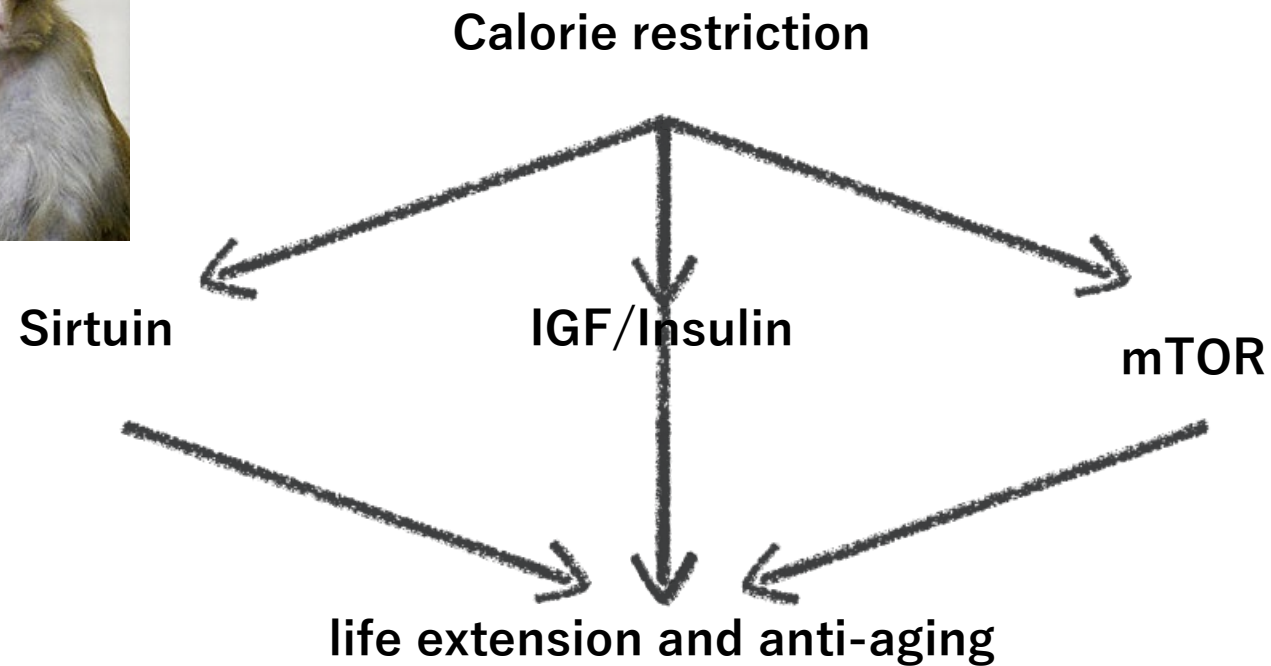 Calorie restriction
Sirtuin
IGF/Insulin
mTOR
life extension and anti-aging